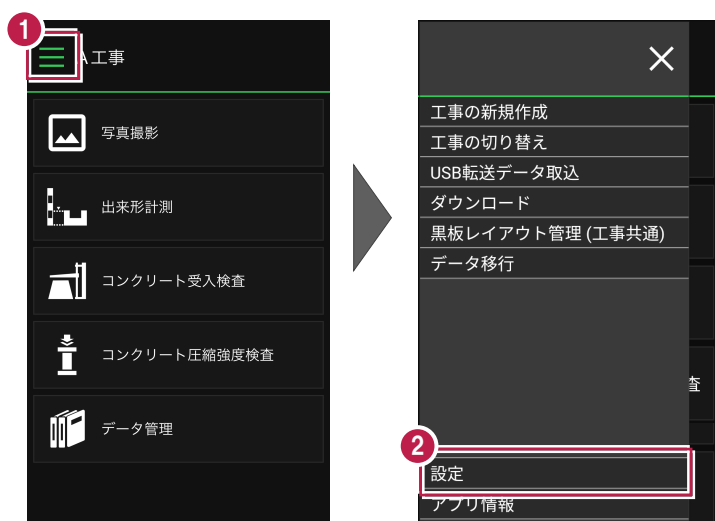 1
A工事
写真撮影
出来形計測
コンクリート受入検査
コンクリート圧縮強度検査
データ管理
工事の新規作成
工事の切り替え
USB転送データ取込
ダウンロード
黒板レイアウト管理 (工事共通)
データ移行
査
2
設定
アプリ情報